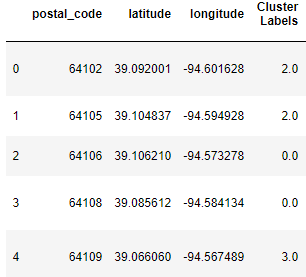 postal_code latitude longitude Cluster
Labels
0 64102 39.092001 -94.601628 2.0
1 64105 39.104837 -94.594928 2.0
2 64106 39.106210 -94.573278 0.0
3 64108 39.085612 -94.584134 0.0
4 64109 39.066060 -94.567489 3.0